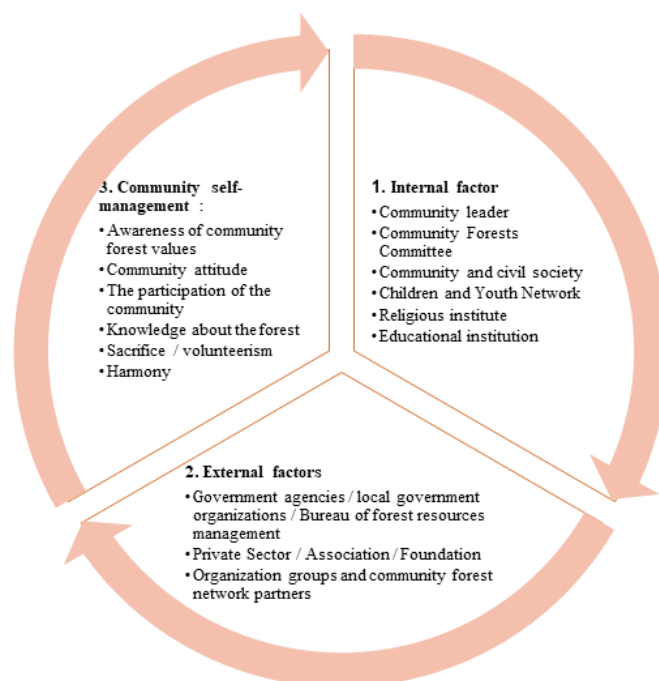 1. Internal factor
•Community leader
•Community Forests
Committee
•Community and civil society
•Children and Youth Network
•Religious institute
•Educational institution
2. External factors
•Government agencies / local government
organizations / Bureau of forest resources
management
•Private Sector / Association / Foundation
•Organization groups and community forest
network partners
3. Community self-
management :
•Awareness of community
forest values
•Community attitude
•The participation of the
community
•Knowledge about the forest
•Sacrifice / volunteerism
•Harmony